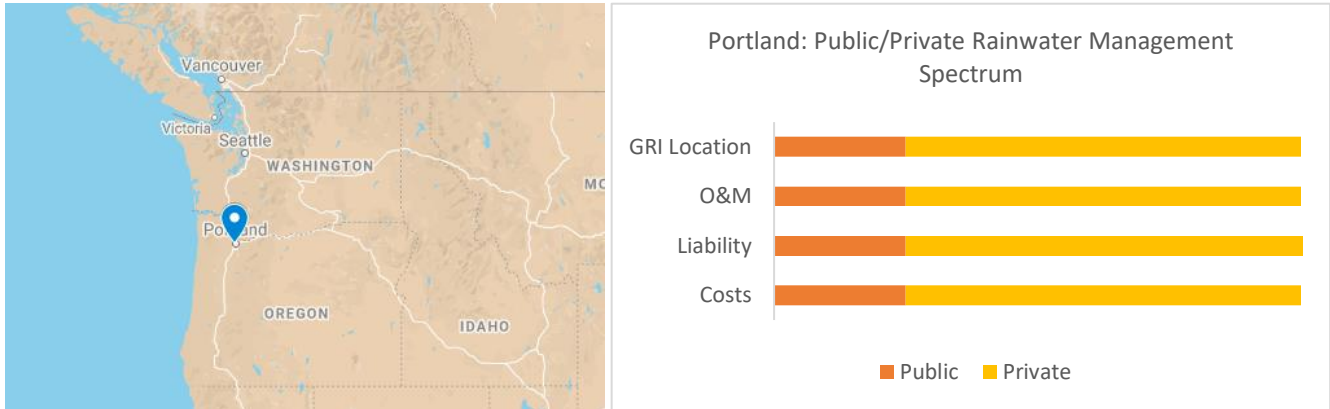 Vancouver
Victoria
Seattle
WASHINGTON
Portland
OREGON
IDAHO
Portland: Public/Private Rainwater Management
Spectrum
GRI Location
O&M
Liability
Costs
Public
Private